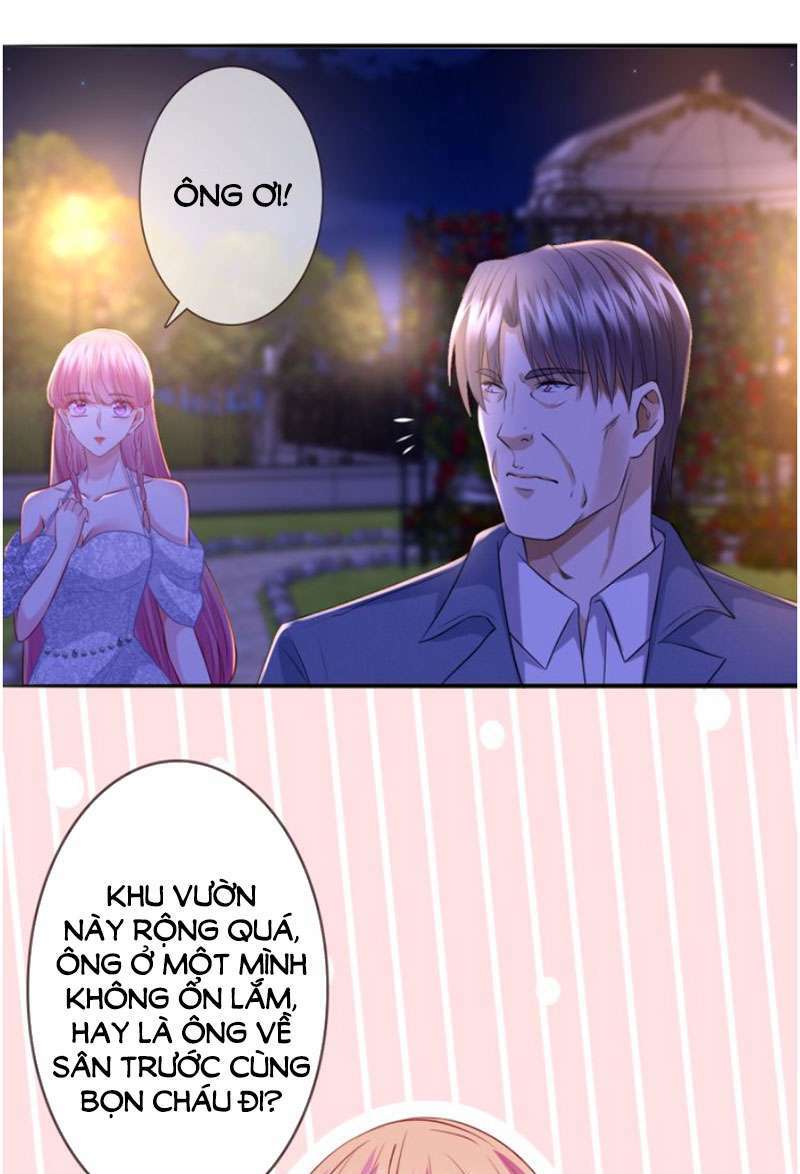 ÔNG ƠI!
KHU VƯỜN
NÀY RỘNG QUÁ,
ÔNG Ở MỘT MÌNH
KHÔNG ỔN LẮM,
HAY LÀ ÔNG VỀ
SÂN TRƯỚC CÙNG
BỌN CHÁU ĐI?